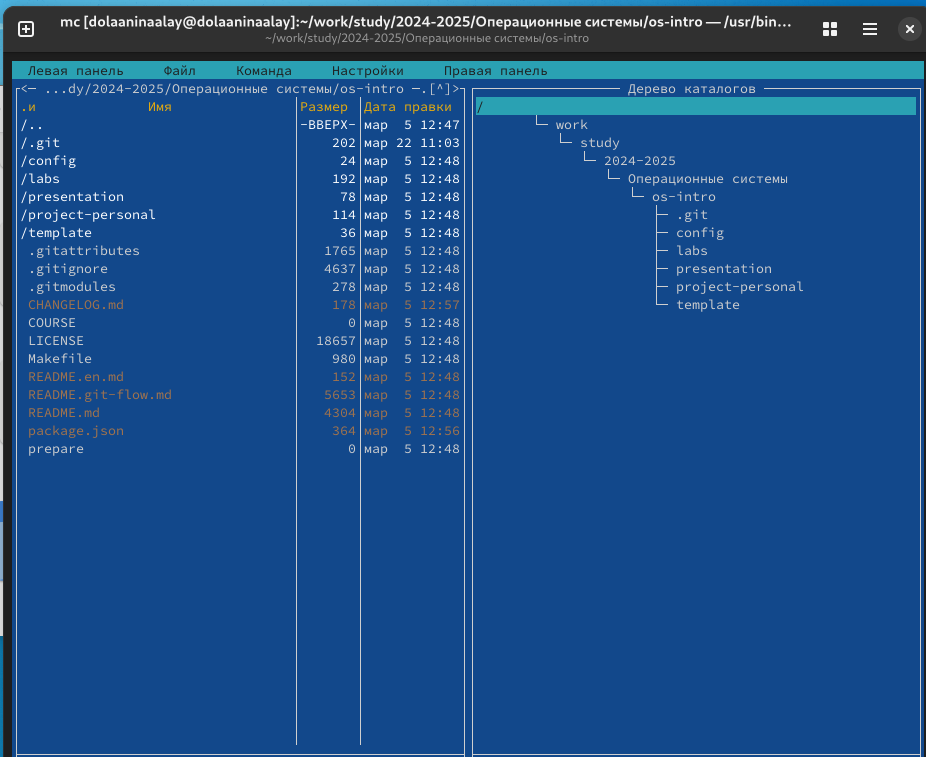 mc [dolaaninaalay@dolaaninaalay]:~/work/study/2024-2025/Операционные системы/os-intro — /usr/bin...
~/work/study/2024-2025/Операционные системы/os-intro
Левая панель Файл Команда Настройки Правая панель
<— ...dy/2024-2025/Операционные системы/os-intro —.[^]>
.и Имя Размер Дата правки
/.. -ВВЕРХ- мар 5 12:47
/.git 202 мар 22 11:03
/config 24 мар 5 12:48
/labs 192 мар 5 12:48
/presentation 78 мар 5 12:48
/project-personal 114 мар 5 12:48
/template 36 мар 5 12:48
.gitattributes 1765 мар 5 12:48
.gitignore 4637 мар 5 12:48
.gitmodules 278 мар 5 12:48
CHANGELOG.md 178 мар 5 12:57
COURSE 0 мар 5 12:48
LICENSE 18657 мар 5 12:48
Makefile 980 мар 5 12:48
README.en.md 152 мар 5 12:48
README.git-flow.md 5653 мар 5 12:48
README.md 4304 мар 5 12:48
package.json 364 мар 5 12:56
prepare 0 мар 5 12:48
Дерево каталогов
/
work
study
2024-2025
Операционные системы
os-intro
.git
config
labs
presentation
project-personal
template